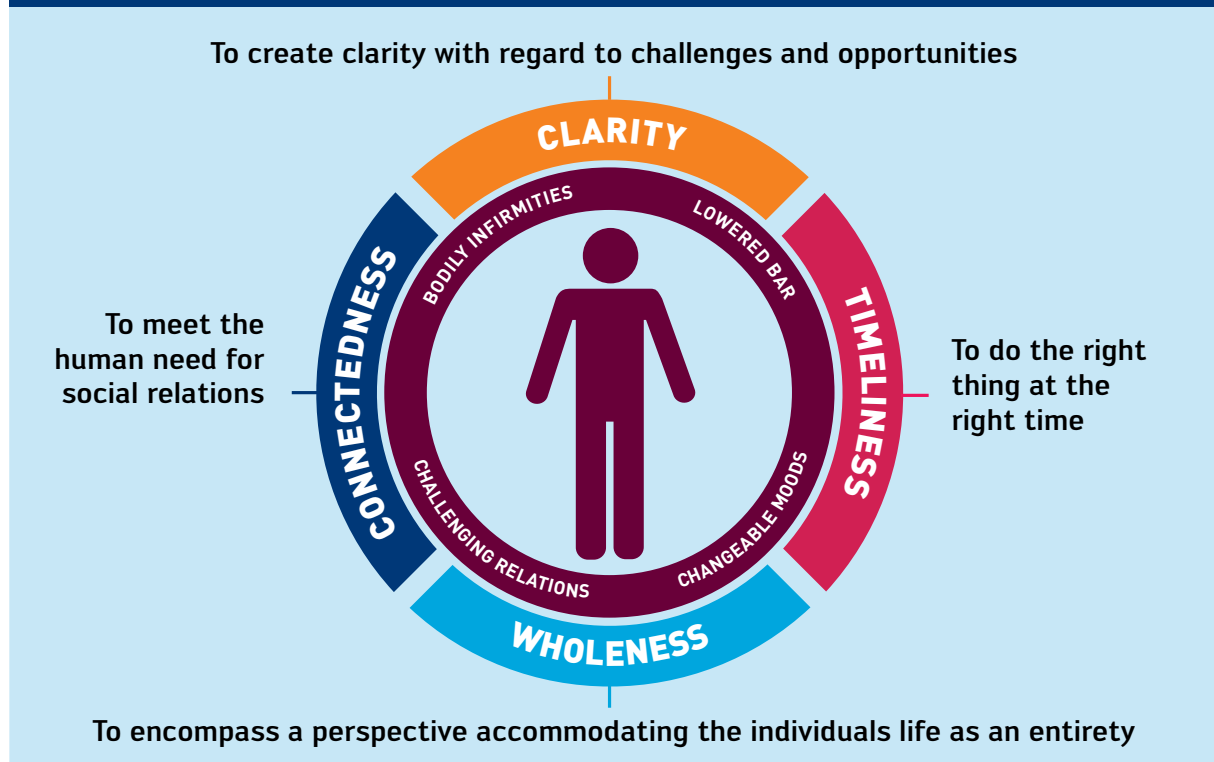 To create clarity with regard to challenges and opportunities
CLARITY
BODILY INFIRMITIES
LOWERED BAR
CONNECTEDNESS
TIMELINESS
To meet the
human need for
social relations
To do the right
thing at the
right time
CHALLENGING RELATIONS
CHANGEABLE MOODS
WHOLENESS
To encompass a perspective accommodating the individuals life as an entirety